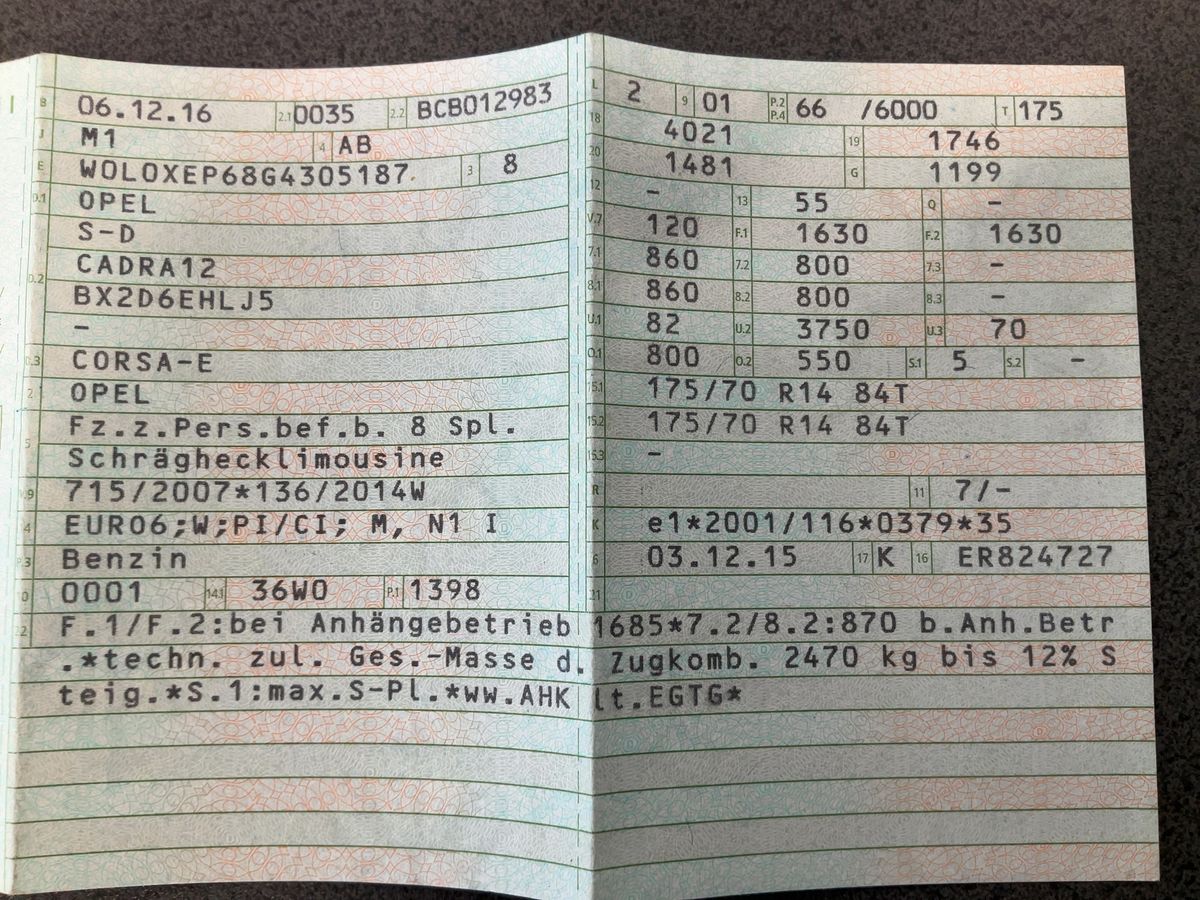 B 06.12.16 2.1 0035 2.2 BCB012983
J M1 4 AB
E WOLOXEP68G4305187 3 8
D.1 OPEL
S-D
D.2 CADRA12
BX2D6EHLJ5
-
D.3 CORSA-E
2 OPEL
Fz.z.Pers.bef.b. 8 Spl.
5 Schräghecklimousine
V.9 715/2007*136/2014W
14 EURO6;W;PI/CI; M, N1 I
P.3 Benzin
10 0001 14.1 36W0 P.1 1398
L 2 9 01 P.2 P.4 66 /6000 T 175
18 4021 19 1746
20 1481 G 1199
12 - 13 55 Q -
V.7 120 F.1 1630 F.2 1630
7.1 860 7.2 800 7.3 -
8.1 860 8.2 800 8.3 -
U.1 82 U.2 3750 U.3 70
O.1 800 O.2 550 S.1 5 S.2 -
15.1 175/70 R14 84T
15.2 175/70 R14 84T
15.3 -
R 11 7/-
K e1*2001/116*0379*35
6 03.12.15 17 K 16 ER824727
21
22 F.1/F.2:bei Anhängebetrieb 1685*7.2/8.2:870 b.Anh.Betr
.*techn. zul. Ges.-Masse d. Zugkomb. 2470 kg bis 12% S
teig.*S.1:max.S-Pl.*ww.AHK lt.EGTG*